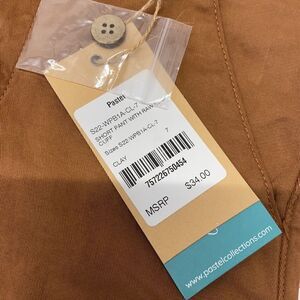 Pastel
S22-WPB1A-CL-7
SHORT PANT WITH RAW
CUFF
Sizes S22-WPB1A-CL-7
CLAY 7
757226750454
MSRP $34.00
www.pastelcollections.com